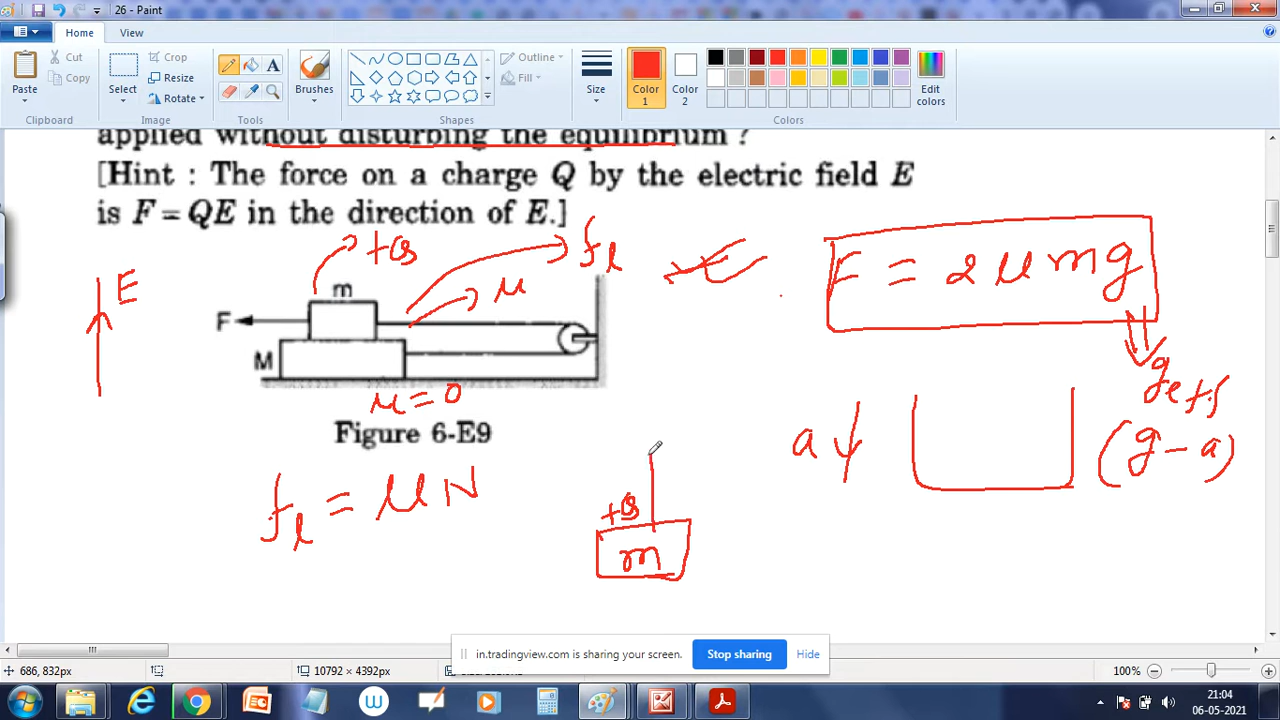 26 - Paint
Home
View
Paste
Cut
Copy
Clipboard
Select
Crop
Resize
Rotate
Image
Tools
Brushes
Outline
Fill
Shapes
Size
Color
1
Color
2
Edit
colors
Colors
applied without disturbing the equilibrium ?
[Hint : The force on a charge Q by the electric field E
is F = QE in the direction of E.]
+Q
fl
E
μ
m
F
M
μ = 0
Figure 6-E9
F = 2 μ m g
geff
a
(g - a)
fl = μ N
+Q
m
in.tradingview.com is sharing your screen.
Stop sharing
Hide
686, 832px
10792 × 4392px
100%
21:04
06-05-2021